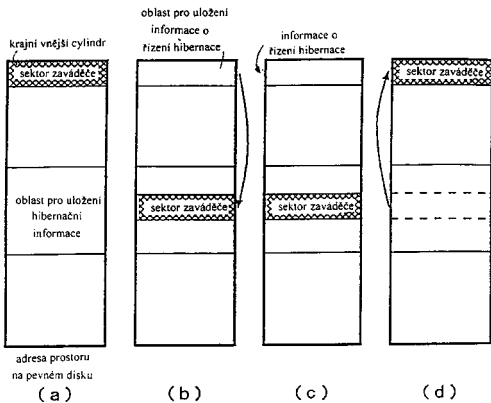 krajní vnější cylindr
sektor zaváděče
oblast pro uložení
hibernační
informace
adresa prostoru
na pevném disku
(a)
oblast pro uložení
informace o
řízení hibernace
sektor zaváděče
(b)
informace o
řízení hibernace
sektor zaváděče
(c)
sektor zaváděče
(d)